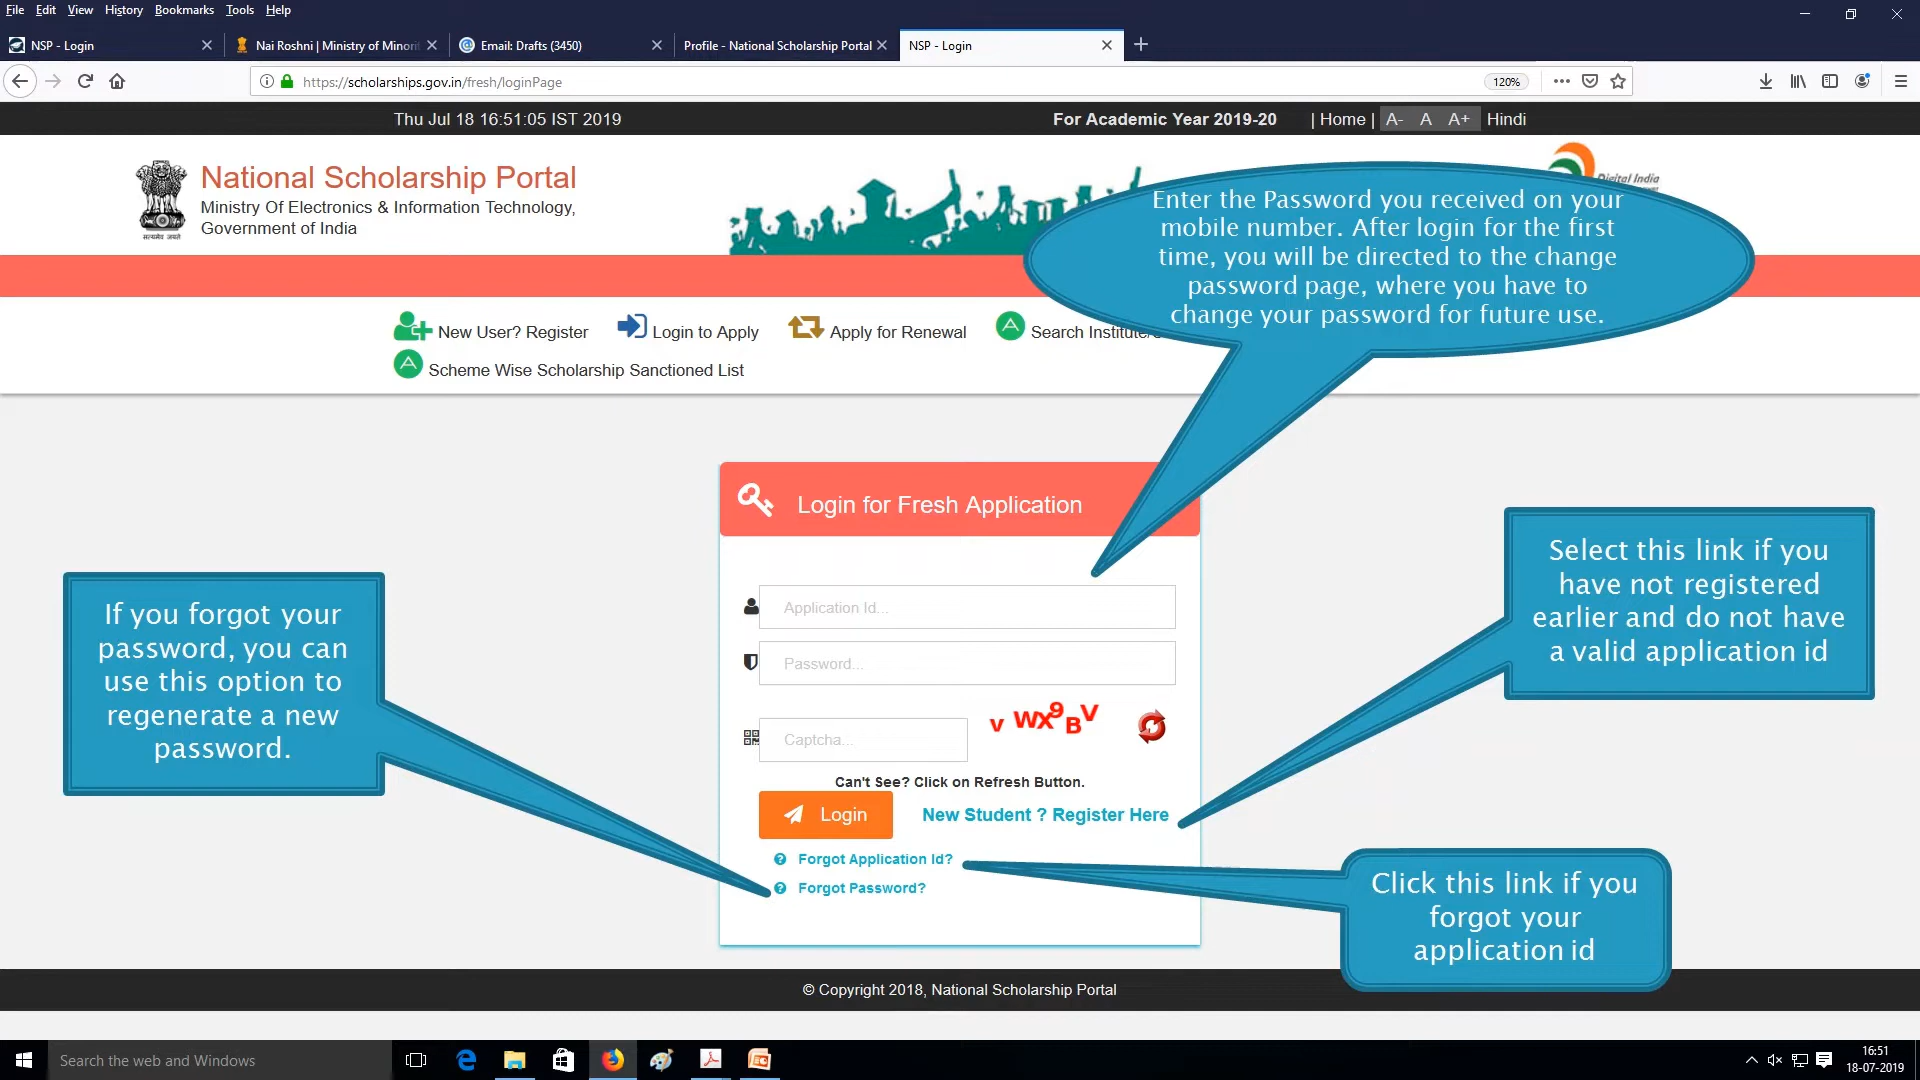 File Edit View History Bookmarks Tools Help
NSP - Login
Nai Roshni | Ministry of Minori
Email: Drafts (3450)
Profile - National Scholarship Portal
NSP - Login
https://scholarships.gov.in/fresh/loginPage
120%
Thu Jul 18 16:51:05 IST 2019
For Academic Year 2019-20 | Home | A- A A+ Hindi
National Scholarship Portal
Ministry Of Electronics & Information Technology,
Government of India
सत्यमेव जयते
Digital India
Enter the Password you received on your
mobile number. After login for the first
time, you will be directed to the change
password page, where you have to
change your password for future use.
New User? Register
Login to Apply
Apply for Renewal
Search Institute
Scheme Wise Scholarship Sanctioned List
Login for Fresh Application
Application Id...
Password...
Captcha...
v wx9BV
Can't See? Click on Refresh Button.
Login
New Student ? Register Here
Forgot Application Id?
Forgot Password?
If you forgot your
password, you can
use this option to
regenerate a new
password.
Select this link if you
have not registered
earlier and do not have
a valid application id
Click this link if you
forgot your
application id
© Copyright 2018, National Scholarship Portal
Search the web and Windows
16:51
18-07-2019